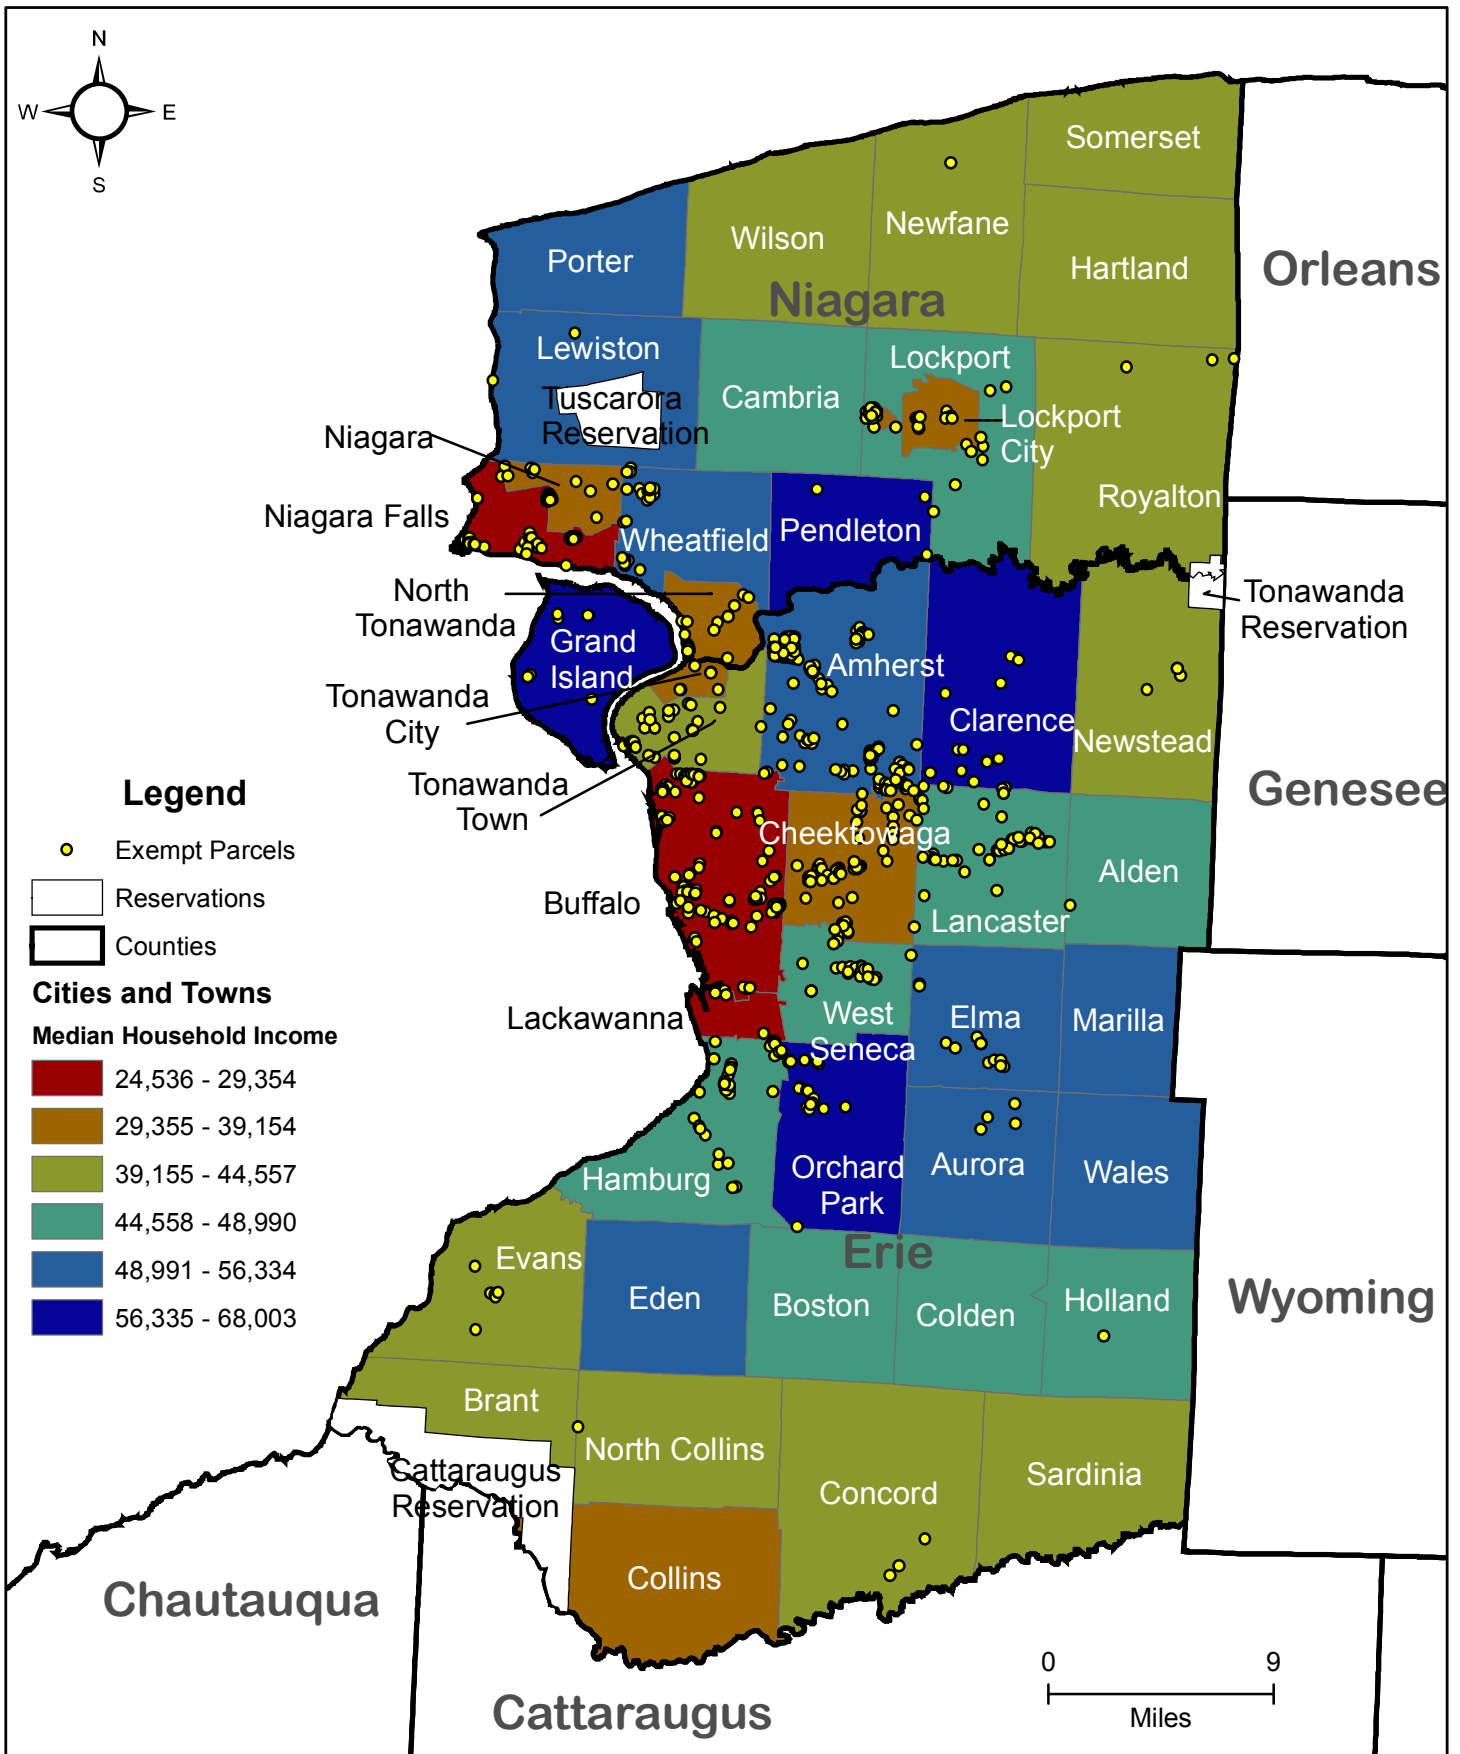 N
W
E
S
Somerset
Newfane
Wilson
Porter
Hartland
Orleans
Niagara
Lewiston
Lockport
Tuscarora
Reservation
Cambria
Lockport
City
Niagara
Royalton
Niagara Falls
Pendleton
Wheatfield
North
Tonawanda
Tonawanda
Reservation
Grand
Island
Amherst
Tonawanda
City
Clarence
Newstead
Tonawanda
Town
Genesee
Cheektowaga
Alden
Buffalo
Lancaster
Lackawanna
West
Seneca
Elma
Marilla
Orchard
Park
Aurora
Wales
Hamburg
Erie
Evans
Eden
Boston
Colden
Holland
Wyoming
Brant
North Collins
Cattaraugus
Reservation
Concord
Sardinia
Collins
Chautauqua
Cattaraugus
Legend
Exempt Parcels
Reservations
Counties
Cities and Towns
Median Household Income
24,536 - 29,354
29,355 - 39,154
39,155 - 44,557
44,558 - 48,990
48,991 - 56,334
56,335 - 68,003
0 9
Miles